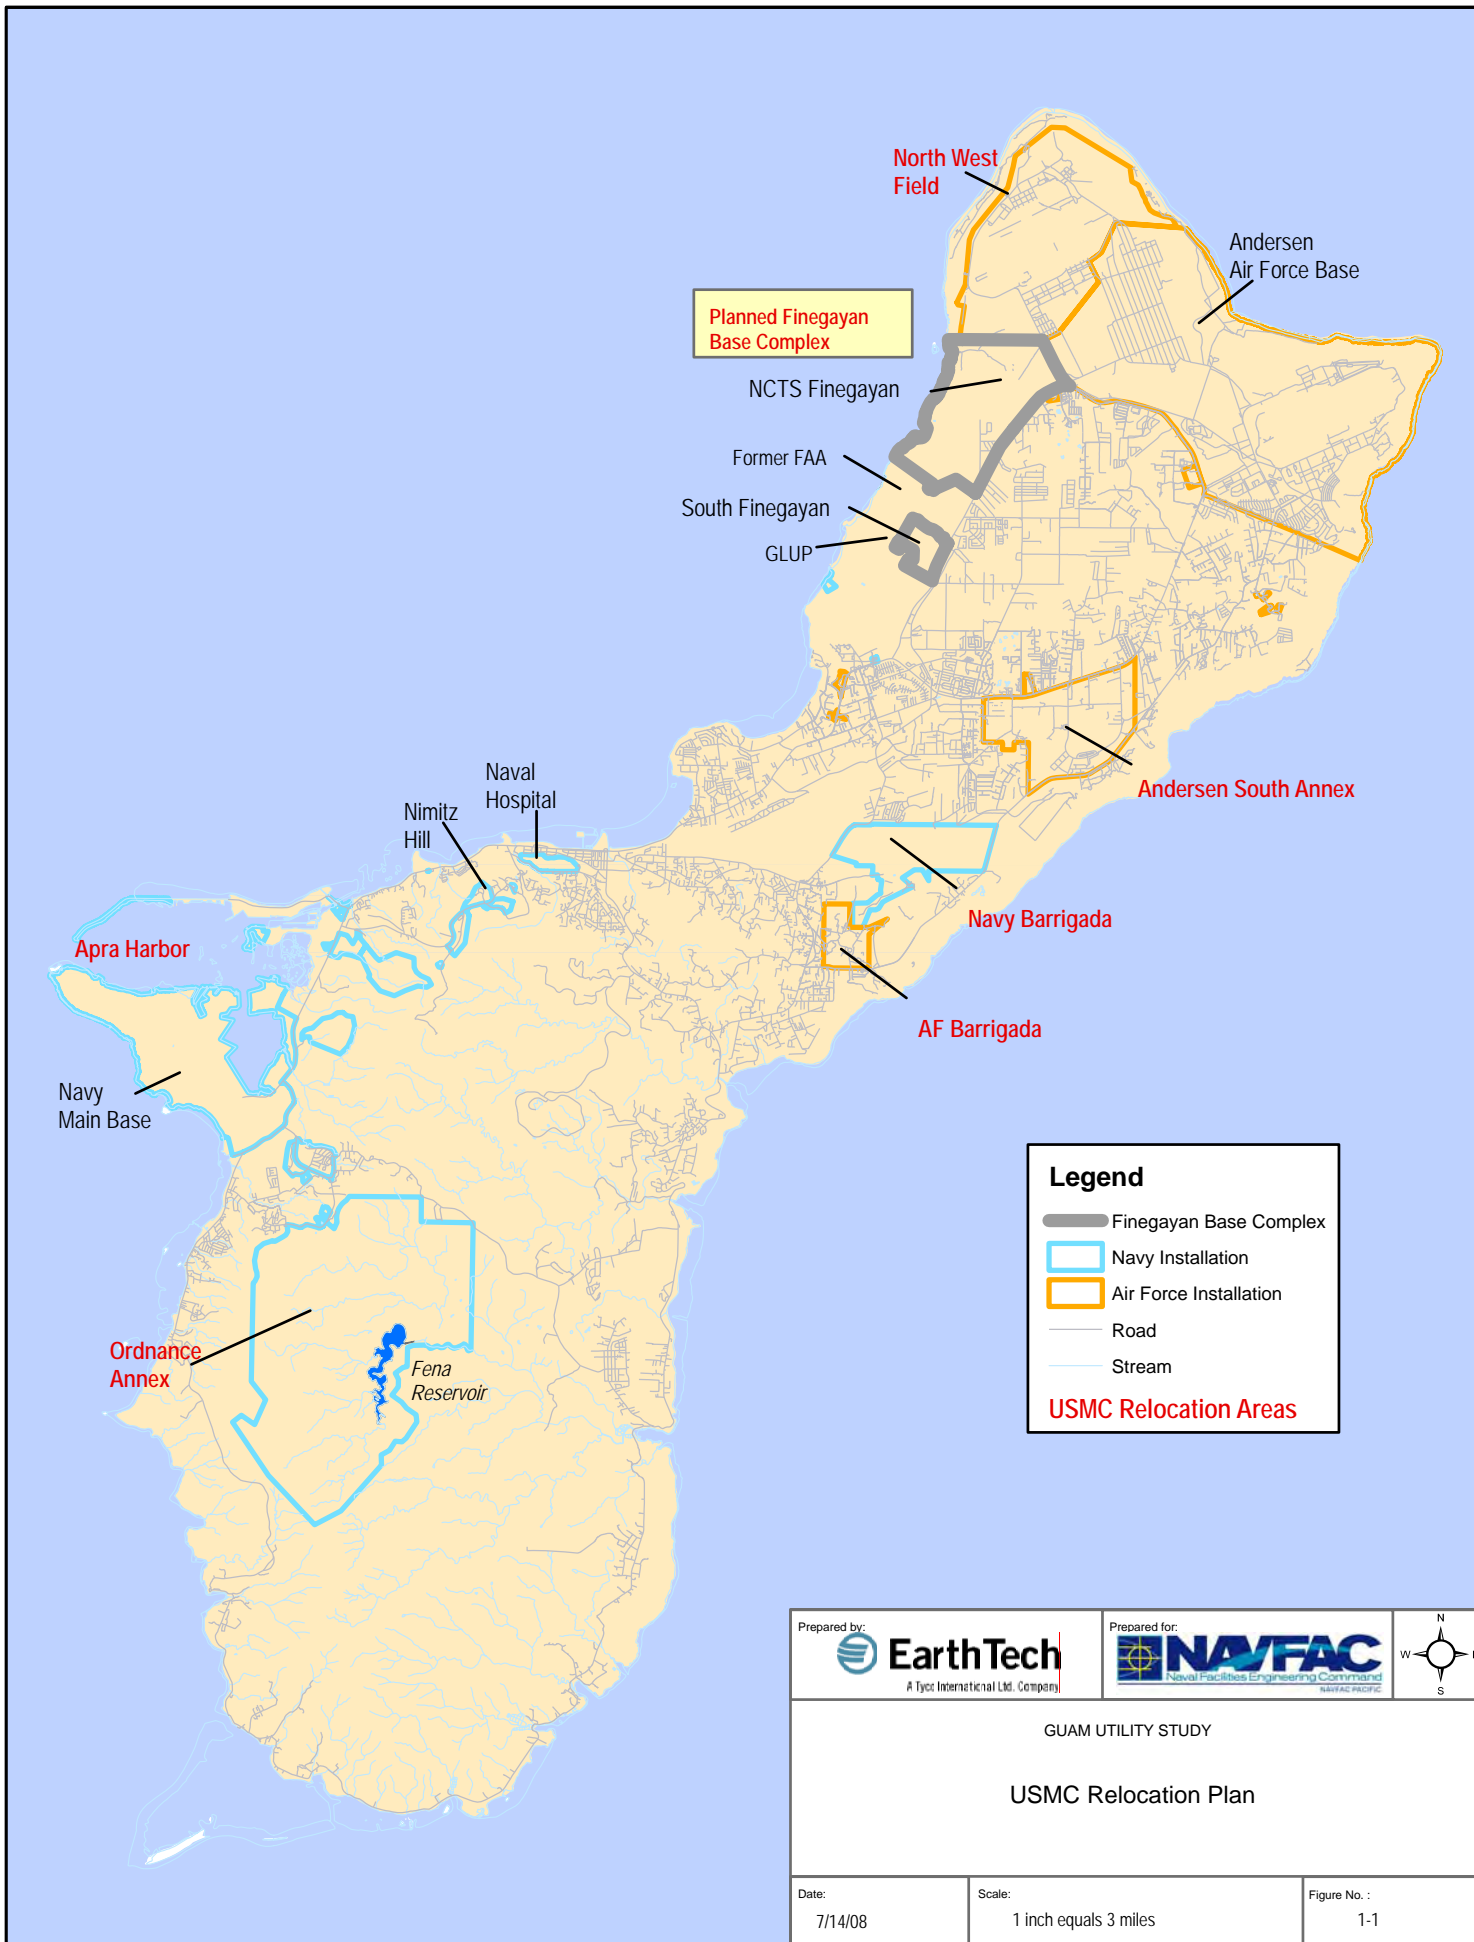 North West
Field
Andersen
Air Force Base
Planned Finegayan
Base Complex
NCTS Finegayan
Former FAA
South Finegayan
GLUP
Andersen South Annex
Naval
Hospital
Nimitz
Hill
Navy Barrigada
Apra Harbor
AF Barrigada
Navy
Main Base
Ordnance
Annex
Fena
Reservoir
Legend
Finegayan Base Complex
Navy Installation
Air Force Installation
Road
Stream
USMC Relocation Areas
Prepared by:
EarthTech
A Tyco International Ltd. Company
Prepared for:
NAVFAC
Naval Facilities Engineering Command
NAVFAC PACIFIC
N
W
S
GUAM UTILITY STUDY
USMC Relocation Plan
Date:
7/14/08
Scale:
1 inch equals 3 miles
Figure No. :
1-1